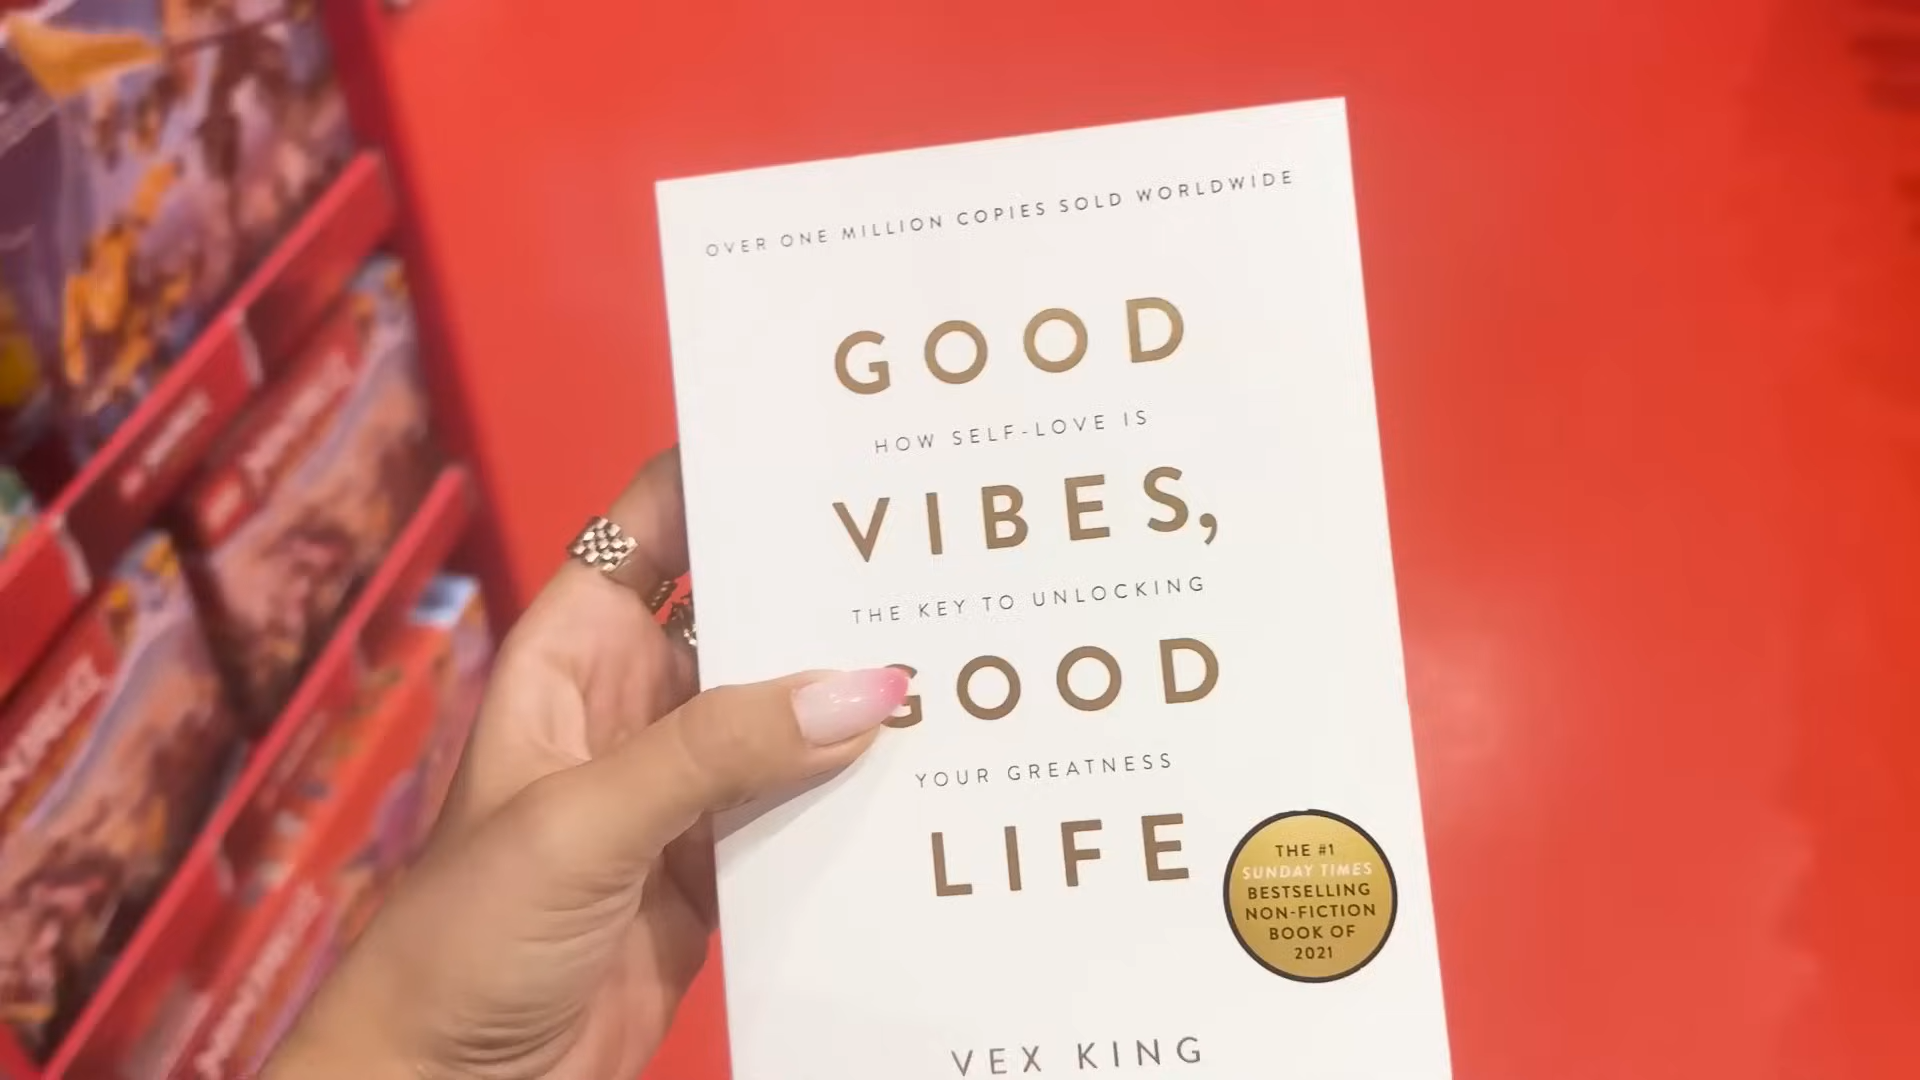 OVER ONE MILLION COPIES SOLD WORLDWIDE
GOOD
HOW SELF-LOVE IS
VIBES,
THE KEY TO UNLOCKING
GOOD
YOUR GREATNESS
LIFE
THE #1
SUNDAY TIMES
BESTSELLING
NON-FICTION
BOOK OF
2021
VEX KING